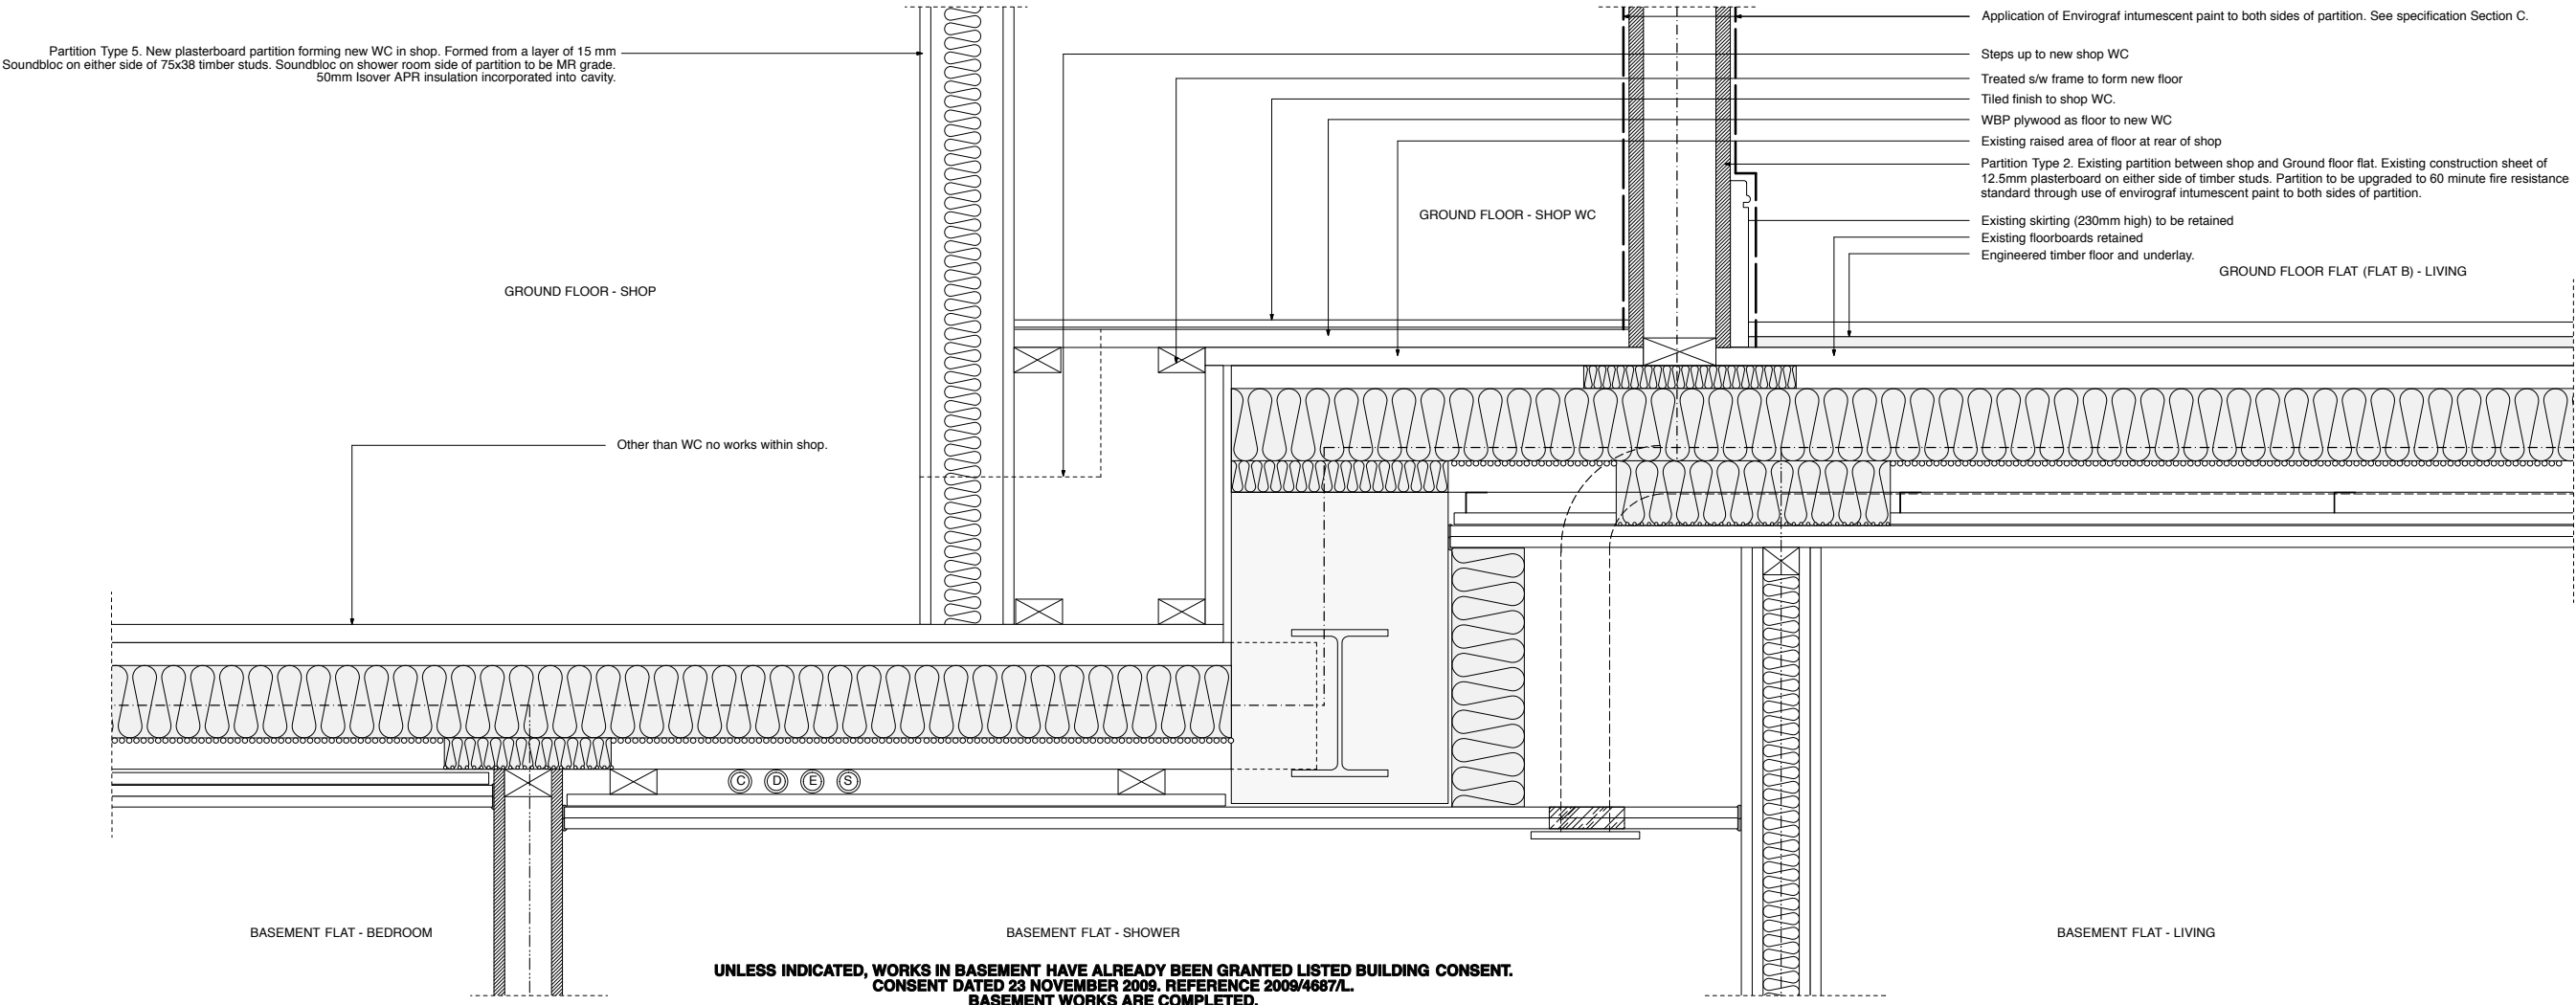 Partition Type 5. New plasterboard partition forming new WC in shop. Formed from a layer of 15 mm
Soundbloc on either side of 75x38 timber studs. Soundbloc on shower room side of partition to be MR grade.
50mm Isover APR insulation incorporated into cavity.
Application of Envirograf intumescent paint to both sides of partition. See specification Section C.
Steps up to new shop WC
Treated s/w frame to form new floor
Tiled finish to shop WC.
WBP plywood as floor to new WC
Existing raised area of floor at rear of shop
Partition Type 2. Existing partition between shop and Ground floor flat. Existing construction sheet of
12.5mm plasterboard on either side of timber studs. Partition to be upgraded to 60 minute fire resistance
standard through use of envirograf intumescent paint to both sides of partition.
Existing skirting (230mm high) to be retained
Existing floorboards retained
Engineered timber floor and underlay.
GROUND FLOOR - SHOP WC
GROUND FLOOR FLAT (FLAT B) - LIVING
GROUND FLOOR - SHOP
Other than WC no works within shop.
C D E S
BASEMENT FLAT - BEDROOM
BASEMENT FLAT - SHOWER
BASEMENT FLAT - LIVING
UNLESS INDICATED, WORKS IN BASEMENT HAVE ALREADY BEEN GRANTED LISTED BUILDING CONSENT.
CONSENT DATED 23 NOVEMBER 2009. REFERENCE 2009/4687/L.
BASEMENT WORKS ARE COMPLETED.